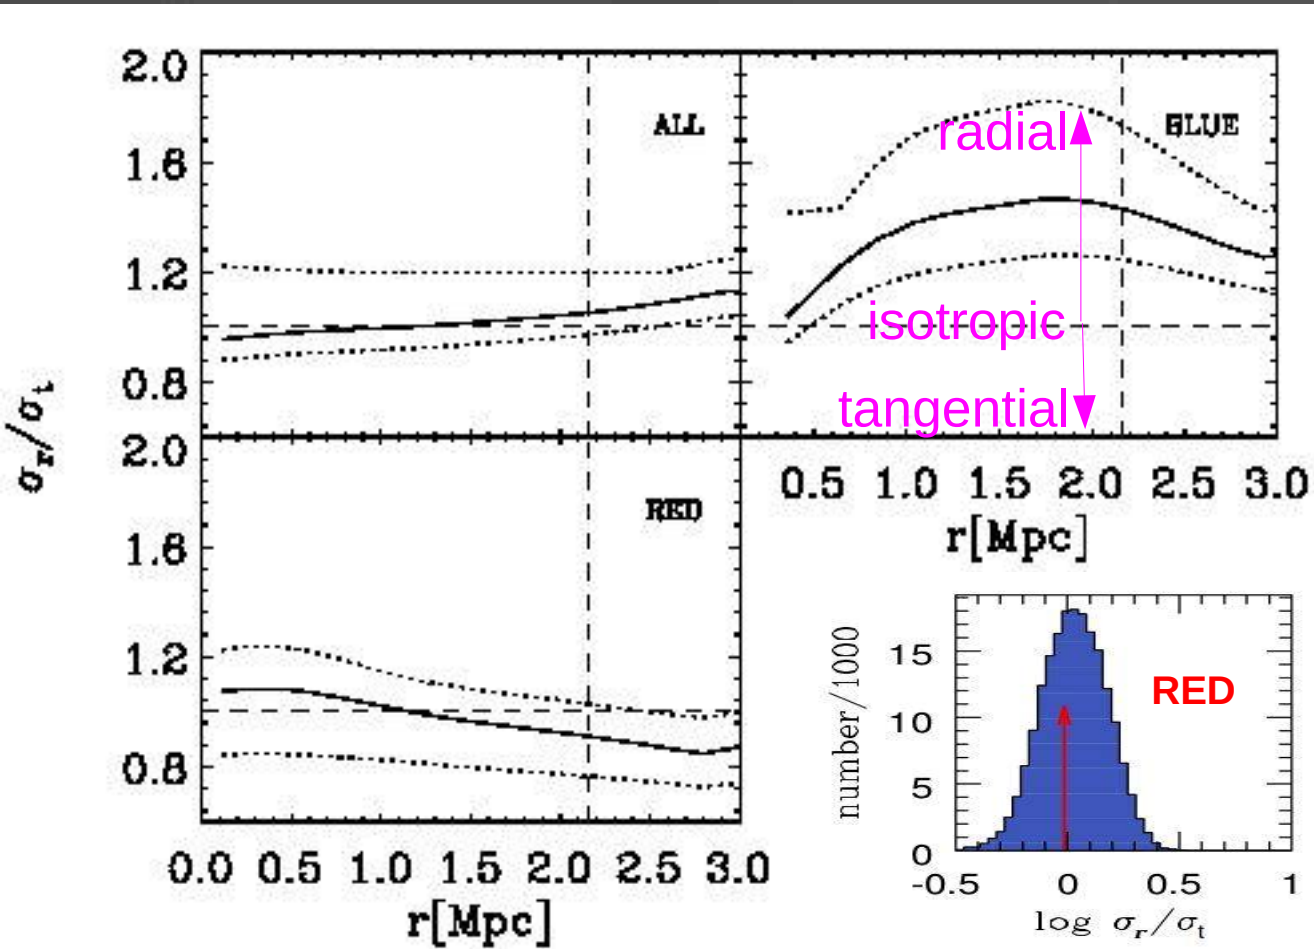 2.0
1.6
1.2
0.8
ALL
BLUE
radial
isotropic
tangential
σr/σt
2.0
1.6
1.2
0.8
RED
0.5 1.0 1.5 2.0 2.5 3.0
r[Mpc]
0.0 0.5 1.0 1.5 2.0 2.5 3.0
r[Mpc]
number/1000
15
10
5
0
RED
-0.5 0 0.5 1
log σr/σt